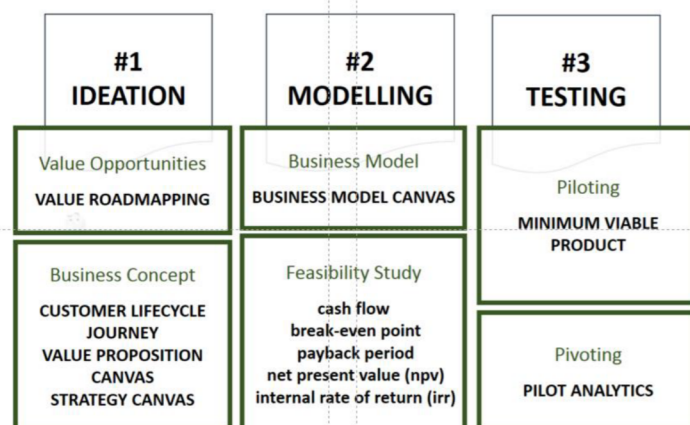 #1
IDEATION
Value Opportunities
VALUE ROADMAPPING
Business Concept
CUSTOMER LIFECYCLE
JOURNEY
VALUE PROPOSITION
CANVAS
STRATEGY CANVAS
#2
MODELLING
Business Model
BUSINESS MODEL CANVAS
Feasibility Study
cash flow
break-even point
payback period
net present value (npv)
internal rate of return (irr)
#3
TESTING
Piloting
MINIMUM VIABLE
PRODUCT
Pivoting
PILOT ANALYTICS